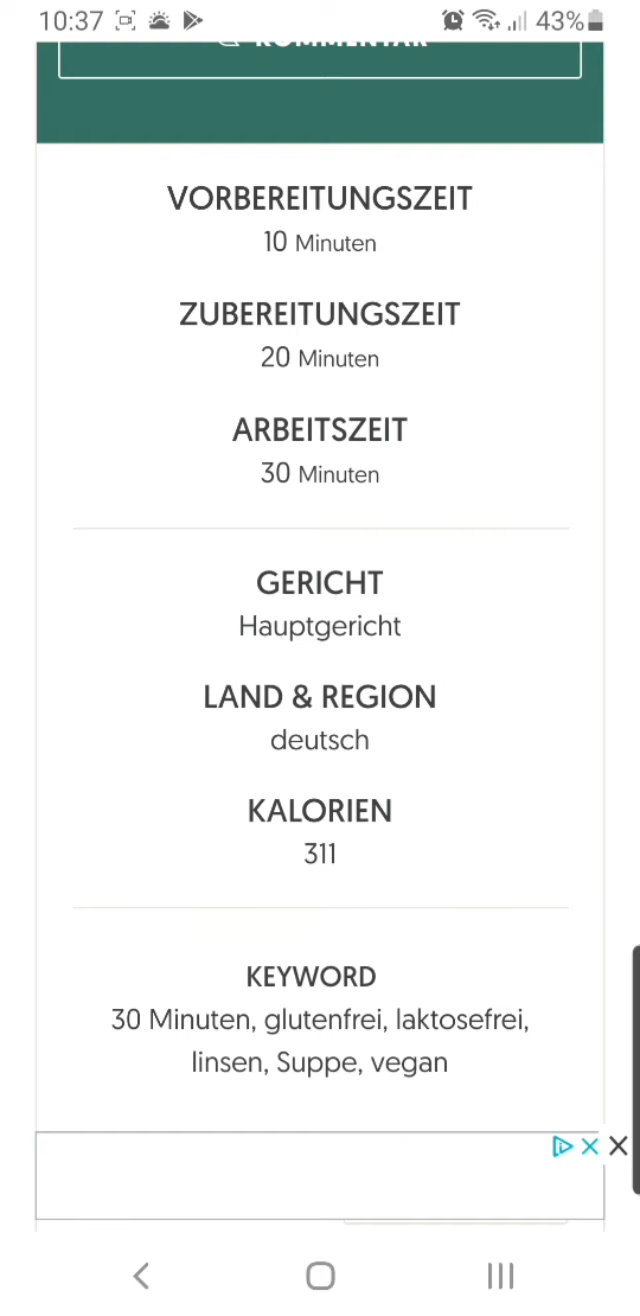 10:37 43%
KOMMENTAR
VORBEREITUNGSZEIT
10 Minuten
ZUBEREITUNGSZEIT
20 Minuten
ARBEITSZEIT
30 Minuten
GERICHT
Hauptgericht
LAND & REGION
deutsch
KALORIEN
311
KEYWORD
30 Minuten, glutenfrei, laktosefrei,
linsen, Suppe, vegan